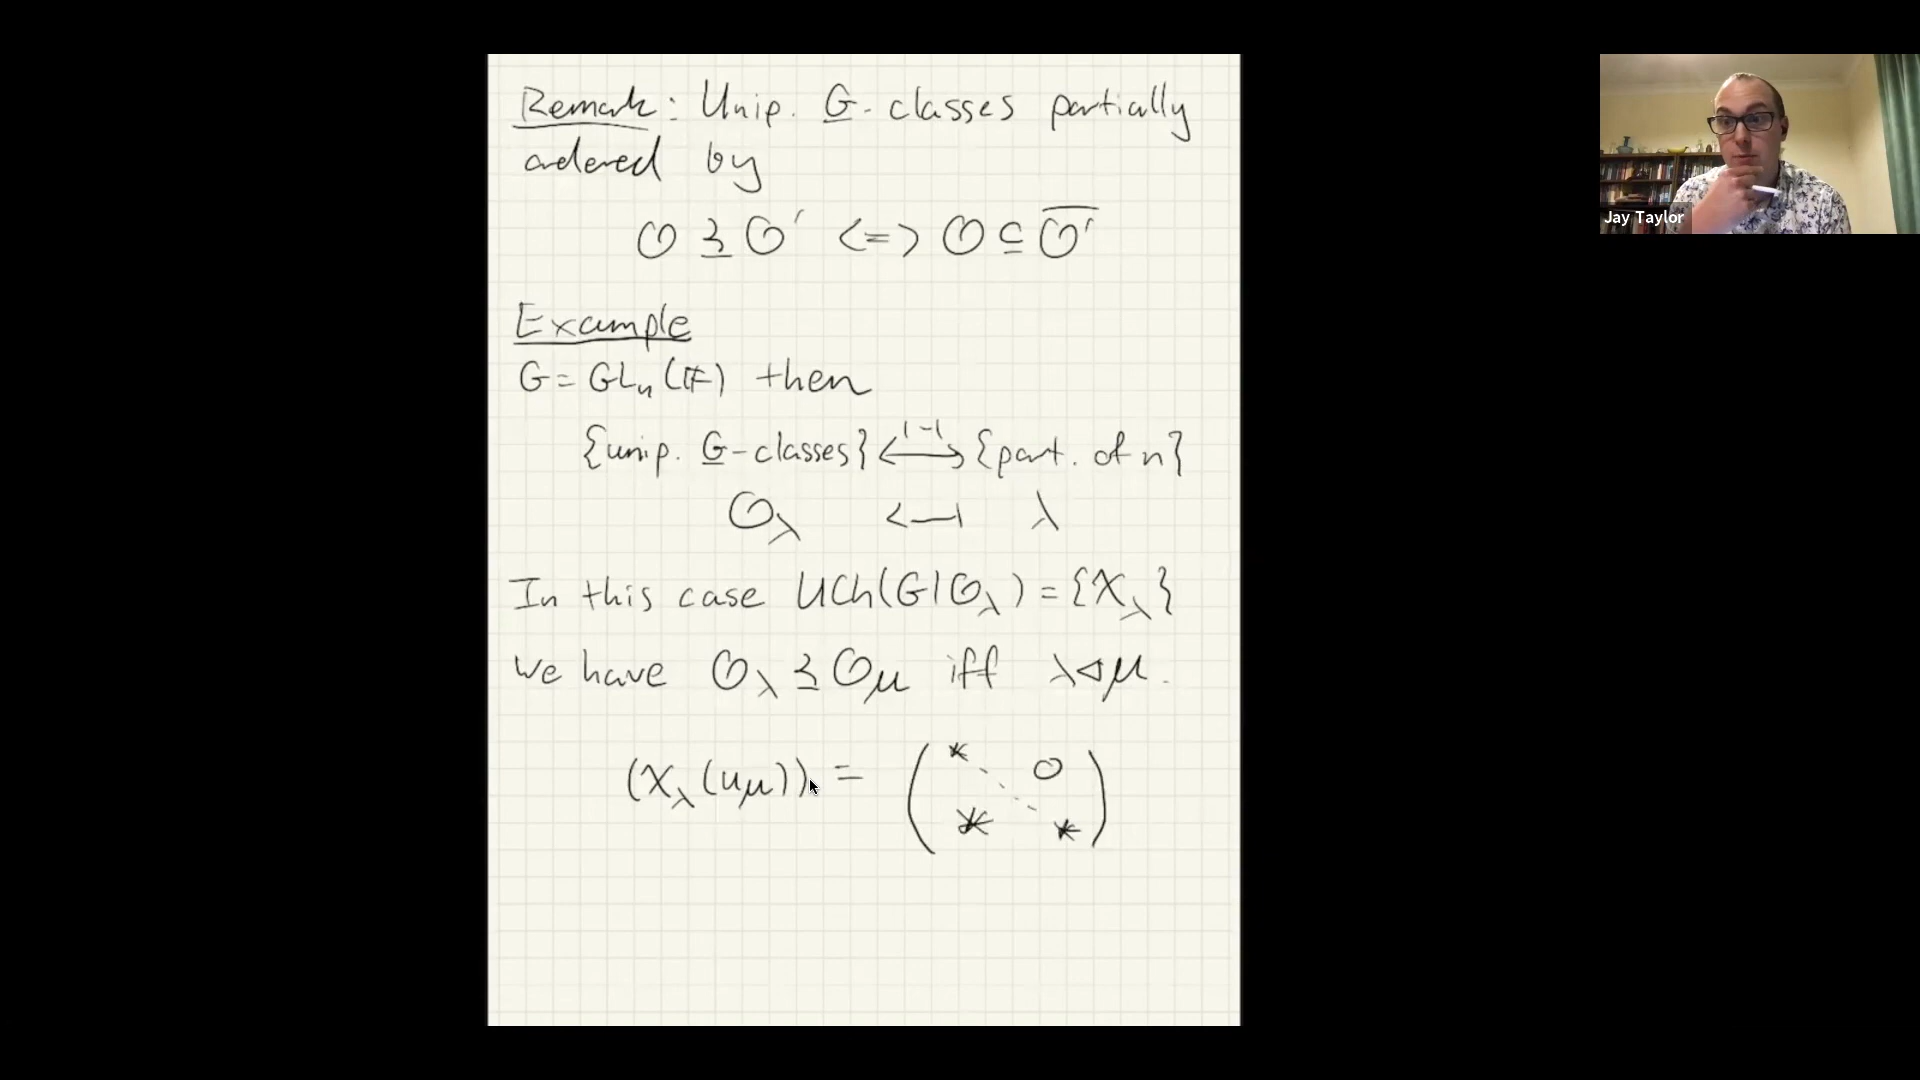 Remark: Unip. G-classes partially
ordered by
O ⪯ O' <=> O ⊆ O̅'
Example
G = GLn(F) then
{unip. G-classes} <-1-1-> {part. of n}
Oλ <—| λ
In this case UCh(G|Oλ) = {χλ}
we have Oλ ⪯ Oμ iff λ⊲μ.
(χλ(uμ)) = ( * 0
* * )
Jay Taylor